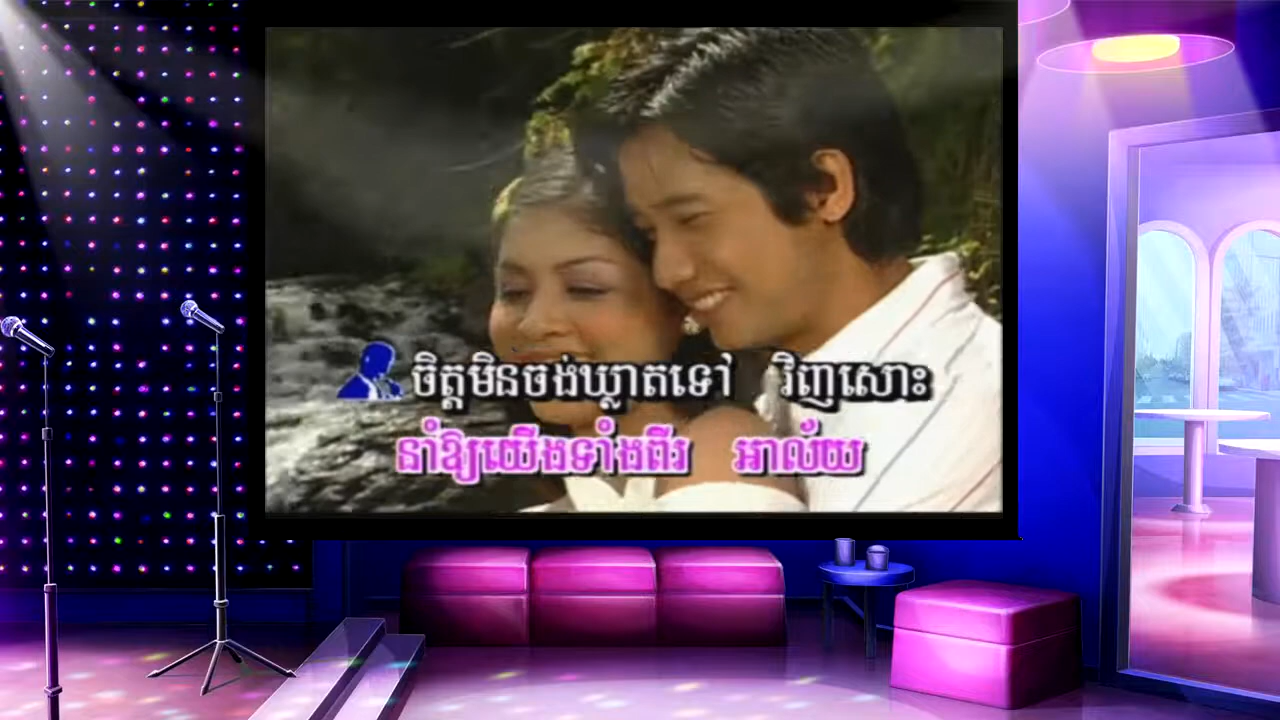 ចិត្តមិនចង់ឃ្លាតទៅ វិញសោះ
នាំឱ្យយើងទាំងពីរ អាល័យ